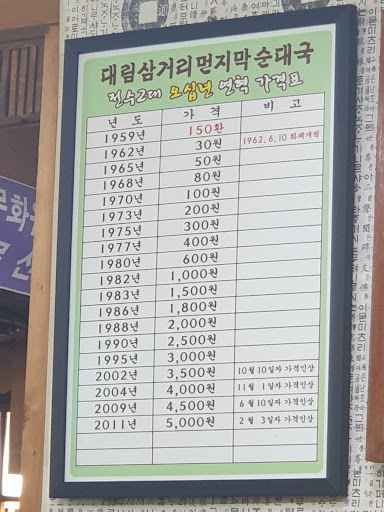 대림삼거리먼지막순대국
전수2대 오십년 연혁 가격표
년 도 가 격 비 고
1959년 150환
1962년 30원 1962.6.10 화폐개혁
1965년 50원
1968년 80원
1970년 100원
1973년 200원
1975년 300원
1977년 400원
1980년 600원
1982년 1,000원
1983년 1,500원
1986년 1,800원
1988년 2,000원
1990년 2,500원
1995년 3,000원
2002년 3,500원 10월 10일자 가격인상
2004년 4,000원 11월 1일자 가격인상
2009년 4,500원 6월 10일자 가격인상
2011년 5,000원 2월 3일자 가격인상